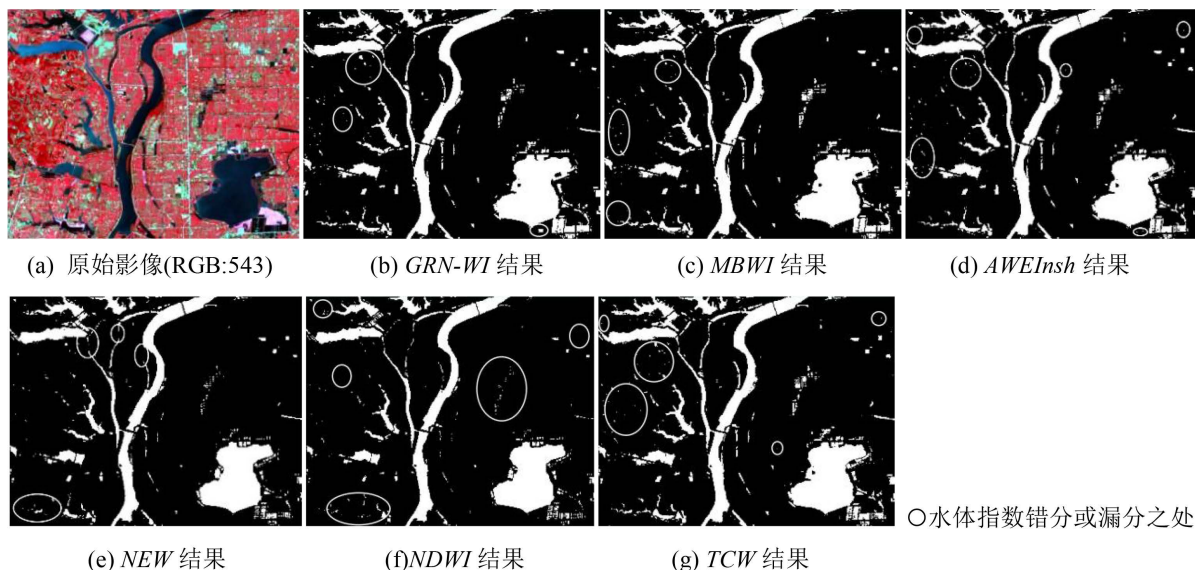 (a) 原始影像(RGB:543)
(b) GRN-WI 结果
(c) MBWI 结果
(d) AWEInsh 结果
○水体指数错分或漏分之处
(e) NEW 结果
(f)NDWI 结果
(g) TCW 结果